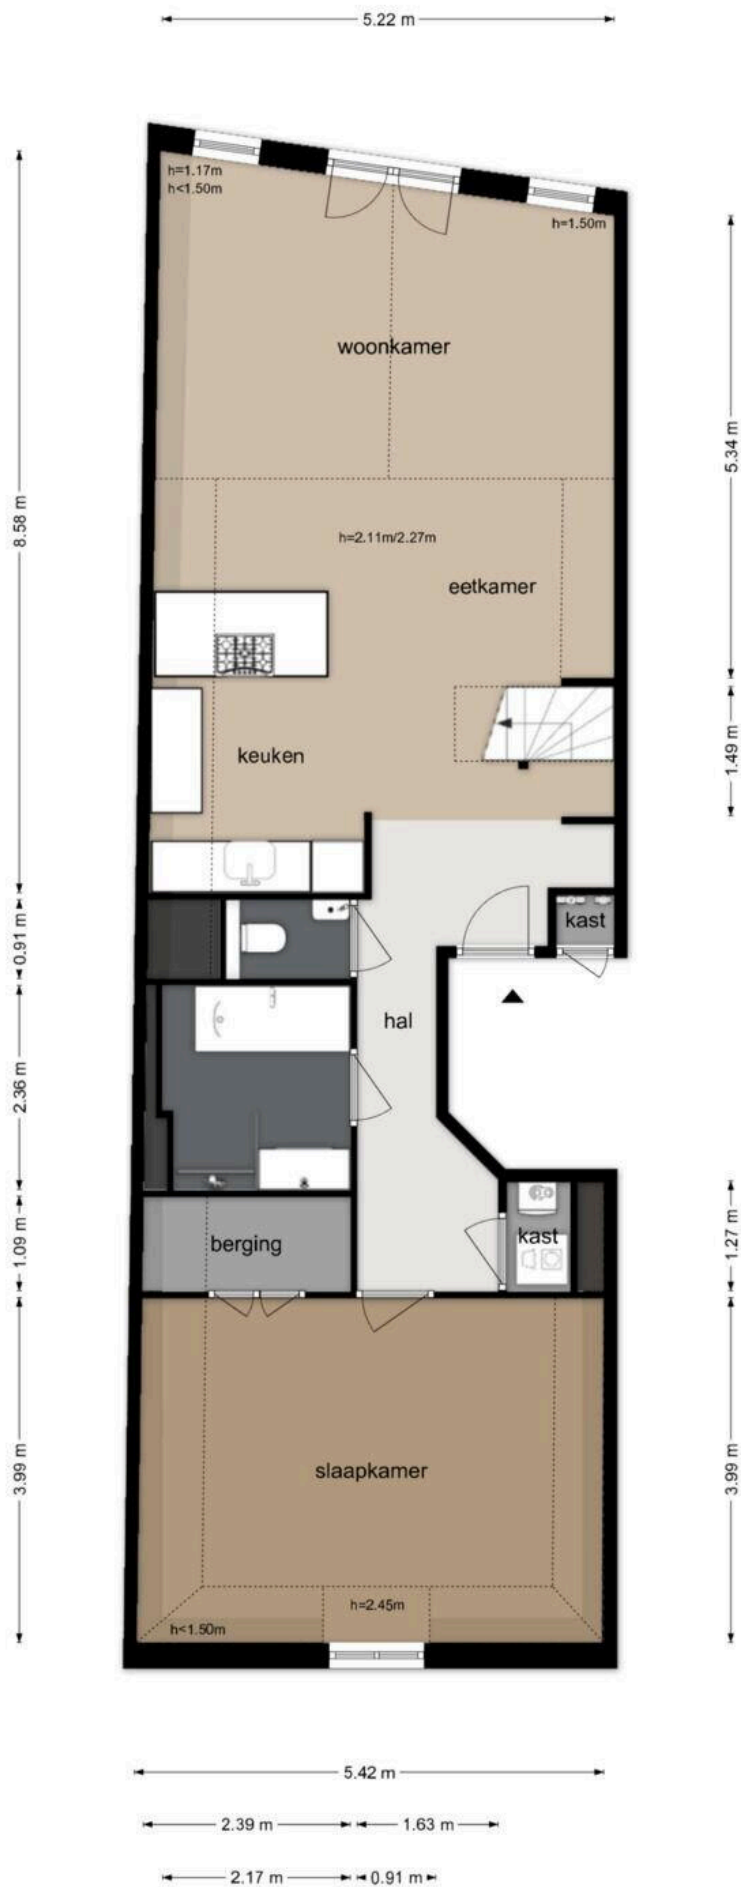 5.22 m
h=1.17m
h<1.50m
h=1.50m
woonkamer
5.34 m
8.58 m
h=2.11m/2.27m
eetkamer
keuken
1.49 m
kast
0.91 m
hal
2.36 m
kast
berging
1.09 m
1.27 m
slaapkamer
3.99 m
3.99 m
h=2.45m
h<1.50m
5.42 m
2.39 m
1.63 m
2.17 m
0.91 m